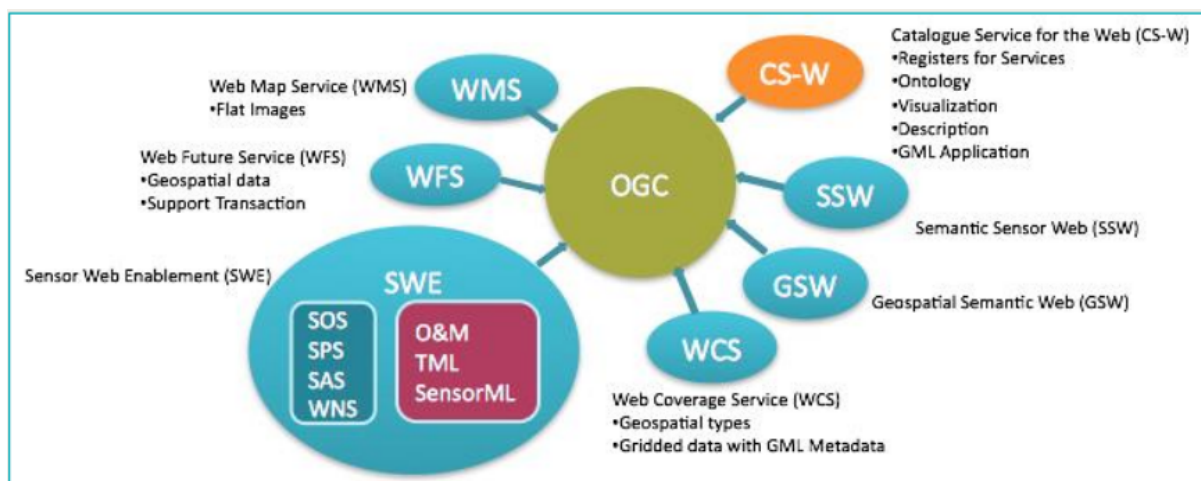 WMS
Web Map Service (WMS)
•Flat Images
WFS
Web Future Service (WFS)
•Geospatial data
•Support Transaction
Sensor Web Enablement (SWE)
SWE
SOS
SPS
SAS
WNS
O&M
TML
SensorML
OGC
CS-W
Catalogue Service for the Web (CS-W)
•Registers for Services
•Ontology
•Visualization
•Description
•GML Application
SSW
Semantic Sensor Web (SSW)
GSW
Geospatial Semantic Web (GSW)
WCS
Web Coverage Service (WCS)
•Geospatial types
•Gridded data with GML Metadata